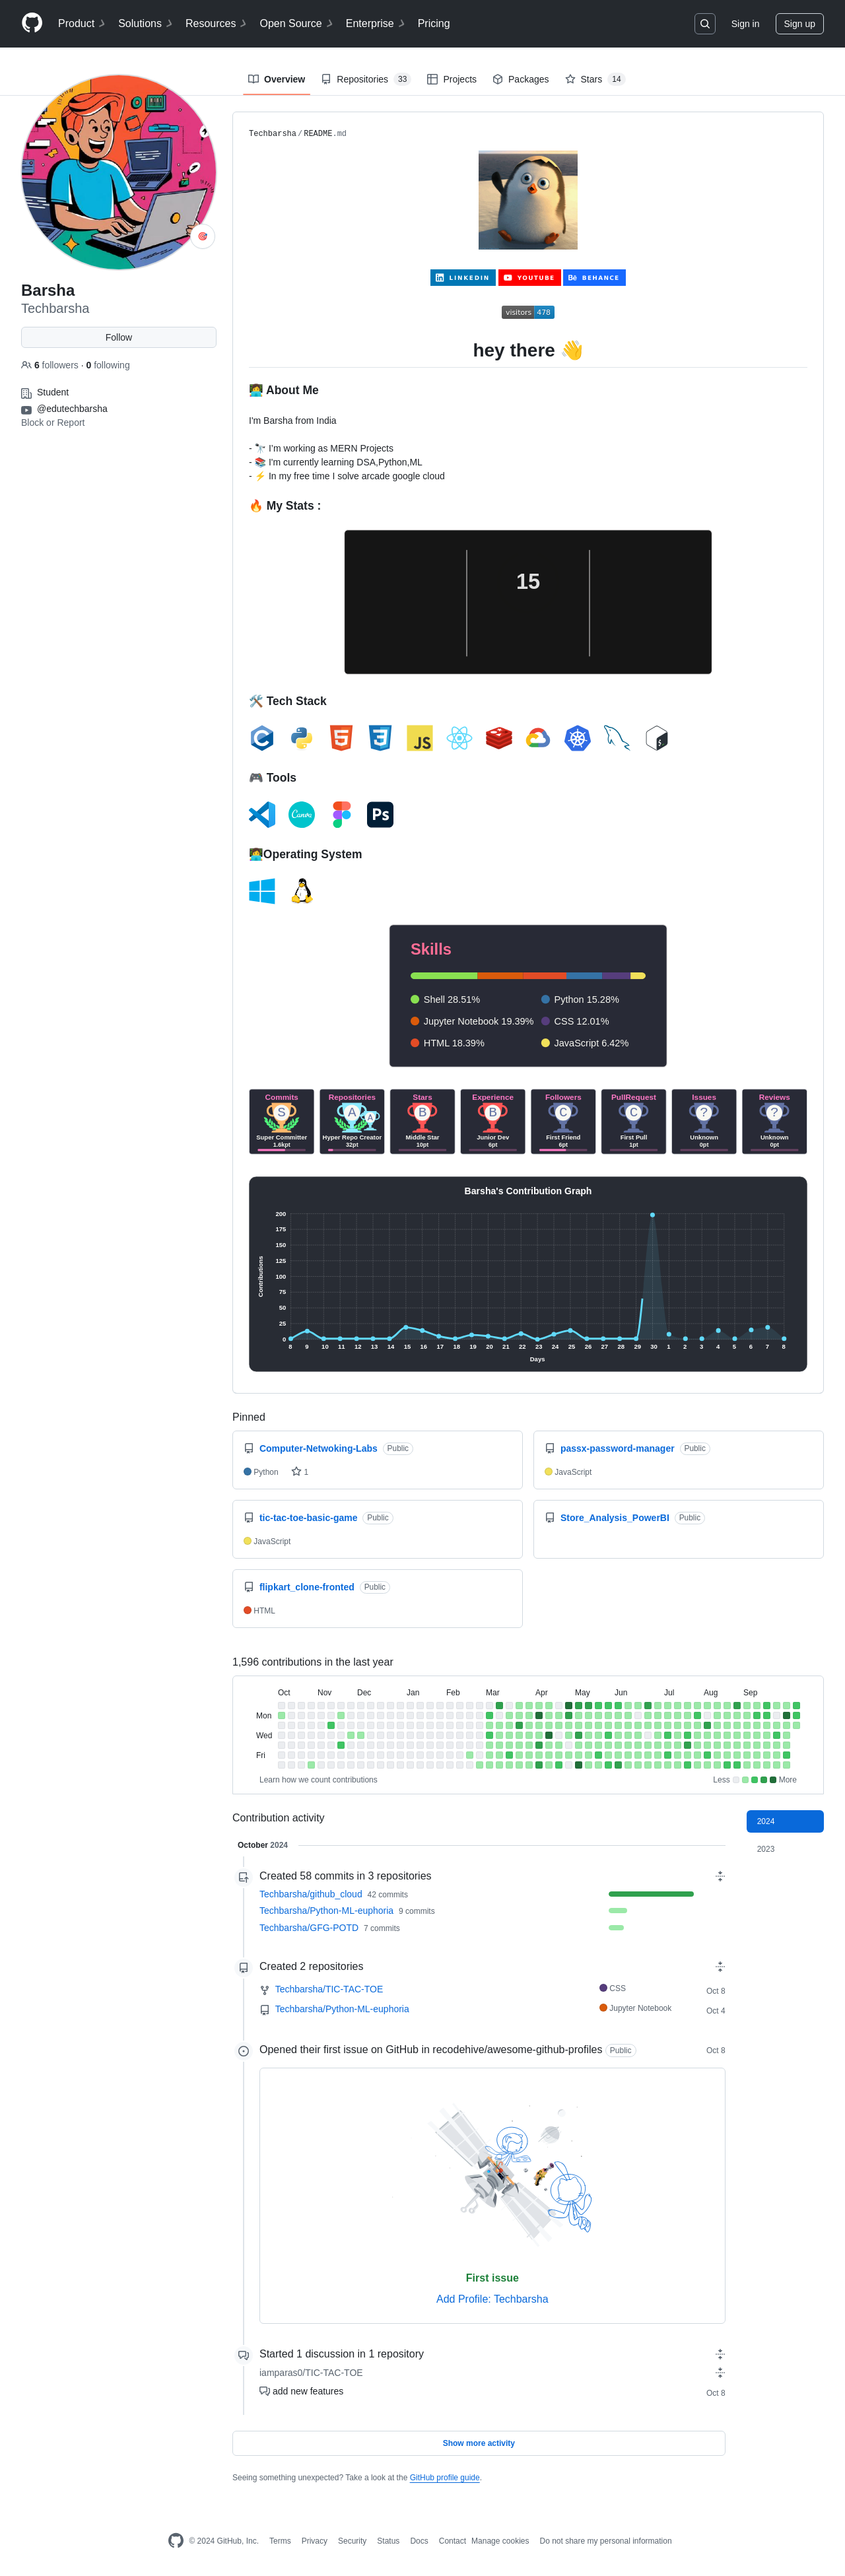 Product Solutions Resources Open Source Enterprise Pricing Sign in Sign up
Overview Repositories 33 Projects Packages Stars 14
Barsha
Techbarsha
Follow
6 followers · 0 following
Student
@edutechbarsha
Block or Report
Techbarsha/README.md
LINKEDIN YOUTUBE Bē BEHANCE
visitors 478
hey there 👋
👩‍💻 About Me
I'm Barsha from India
- 🔭 I'm working as MERN Projects
- 📚 I'm currently learning DSA,Python,ML
- ⚡ In my free time I solve arcade google cloud
🔥 My Stats :
15
🛠️ Tech Stack
C JS $
🎮 Tools
Canva Ps
👩‍💻Operating System
Skills
Shell 28.51% Python 15.28%
Jupyter Notebook 19.39% CSS 12.01%
HTML 18.39% JavaScript 6.42%
Commits Repositories Stars Experience Followers PullRequest Issues Reviews
S A A B B C C ? ?
Super Committer Hyper Repo Creator Middle Star Junior Dev First Friend First Pull Unknown Unknown
1.6kpt 32pt 10pt 6pt 6pt 1pt 0pt 0pt
Barsha's Contribution Graph
Contributions
200
175
150
125
100
75
50
25
0
8 9 10 11 12 13 14 15 16 17 18 19 20 21 22 23 24 25 26 27 28 29 30 1 2 3 4 5 6 7 8
Days
Pinned
Computer-Netwoking-Labs Public
Python 1
passx-password-manager Public
JavaScript
tic-tac-toe-basic-game Public
JavaScript
Store_Analysis_PowerBI Public
flipkart_clone-fronted Public
HTML
1,596 contributions in the last year
Oct Nov Dec Jan Feb Mar Apr May Jun Jul Aug Sep
Mon
Wed
Fri
Learn how we count contributions Less More
Contribution activity
2024
2023
October 2024
Created 58 commits in 3 repositories
Techbarsha/github_cloud 42 commits
Techbarsha/Python-ML-euphoria 9 commits
Techbarsha/GFG-POTD 7 commits
Created 2 repositories
Techbarsha/TIC-TAC-TOE CSS Oct 8
Techbarsha/Python-ML-euphoria Jupyter Notebook Oct 4
Opened their first issue on GitHub in recodehive/awesome-github-profiles Public Oct 8
First issue
Add Profile: Techbarsha
Started 1 discussion in 1 repository
iamparas0/TIC-TAC-TOE
add new features Oct 8
Show more activity
Seeing something unexpected? Take a look at the GitHub profile guide.
© 2024 GitHub, Inc. Terms Privacy Security Status Docs Contact Manage cookies Do not share my personal information